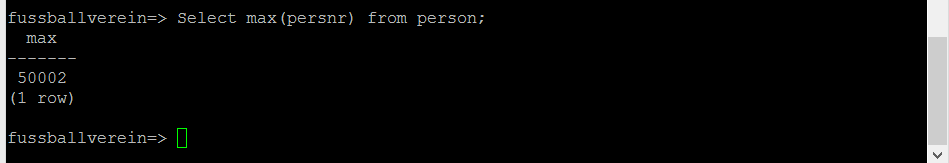 fussballverein=> Select max(persnr) from person;
  max
-------
 50002
(1 row)

fussballverein=>